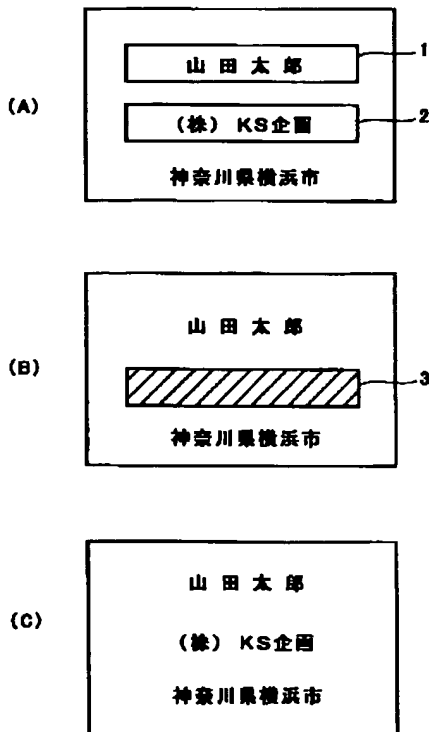 1
山田太郎
(A)
2
(株) KS企画
神奈川県横浜市
山田太郎
(B)
3
神奈川県横浜市
山田太郎
(C)
(株) KS企画
神奈川県横浜市